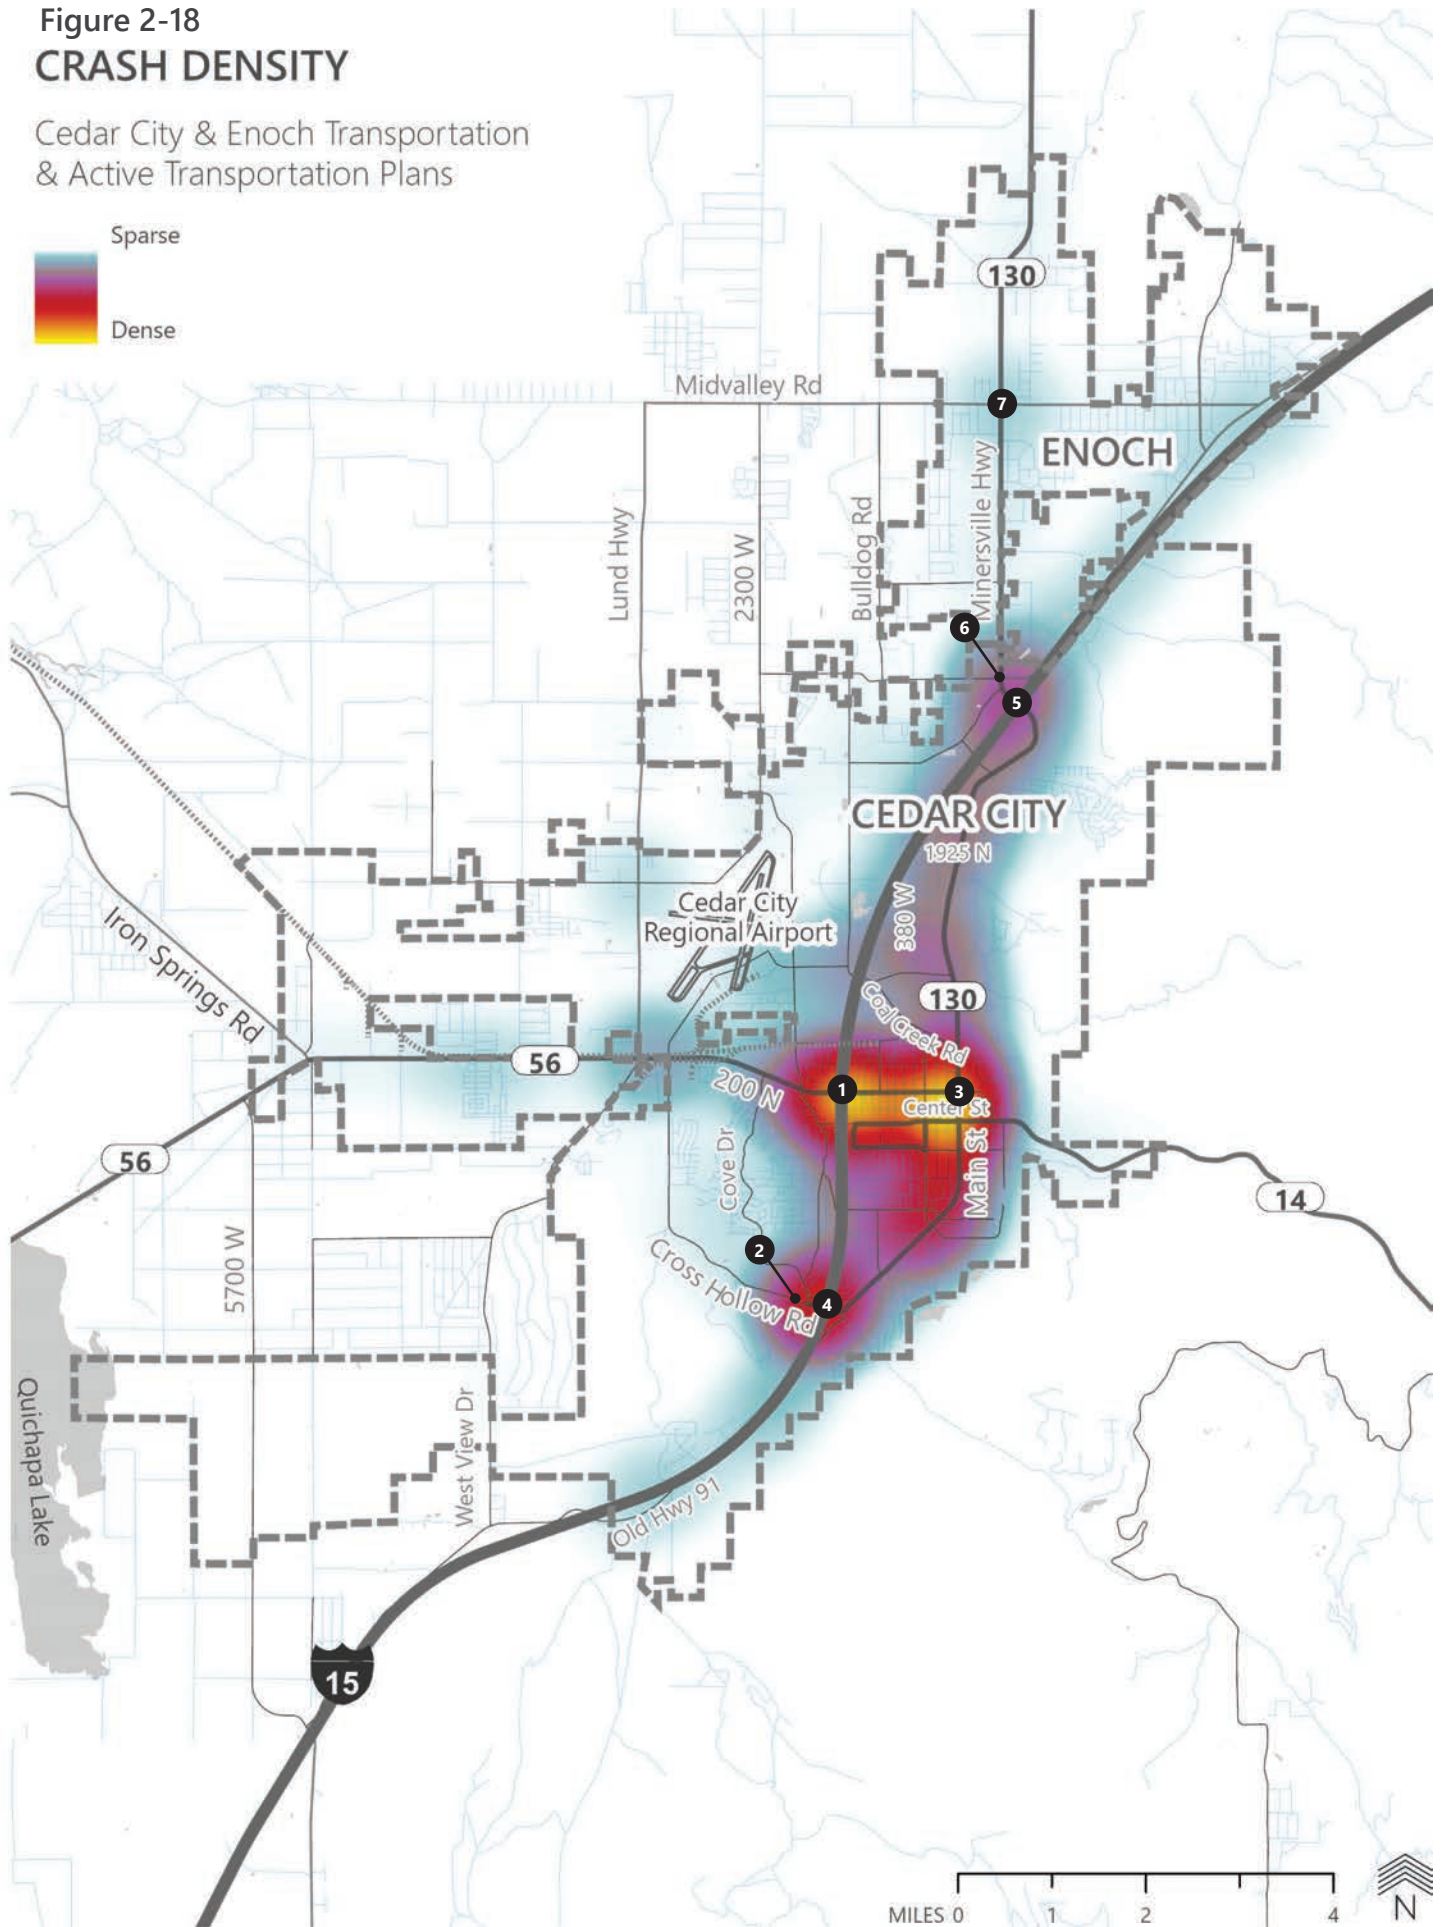 Figure 2-18
CRASH DENSITY
Cedar City & Enoch Transportation
& Active Transportation Plans
Sparse
Dense
130
Midvalley Rd
7
ENOCH
Minersville Hwy
Bulldog Rd
2300 W
Lund Hwy
6
5
CEDAR CITY
1925 N
380 W
Cedar City
Regional Airport
Iron Springs Rd
130
Coal Creek Rd
56
200 N
1
3
Center St
56
Cove Dr
Main St
14
5700 W
2
Cross Hollow Rd
4
Quichapa Lake
West View Dr
Old Hwy 91
15
MILES 0
1
2
4
N